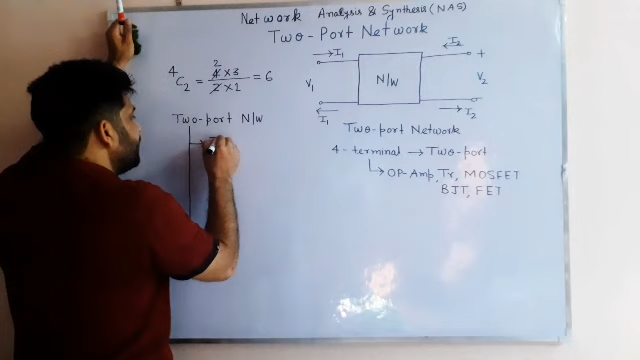 Network Analysis & Synthesis (NAS)
Two-Port Network
4C2 = 4×3 / 2×1 = 6
2
I1
I2
+
V1
N/W
V2
I1
I2
Two-port N/W
Two-port Network
4-terminal → Two-port
OP-Amp, Tr, MOSFET
BJT, FET